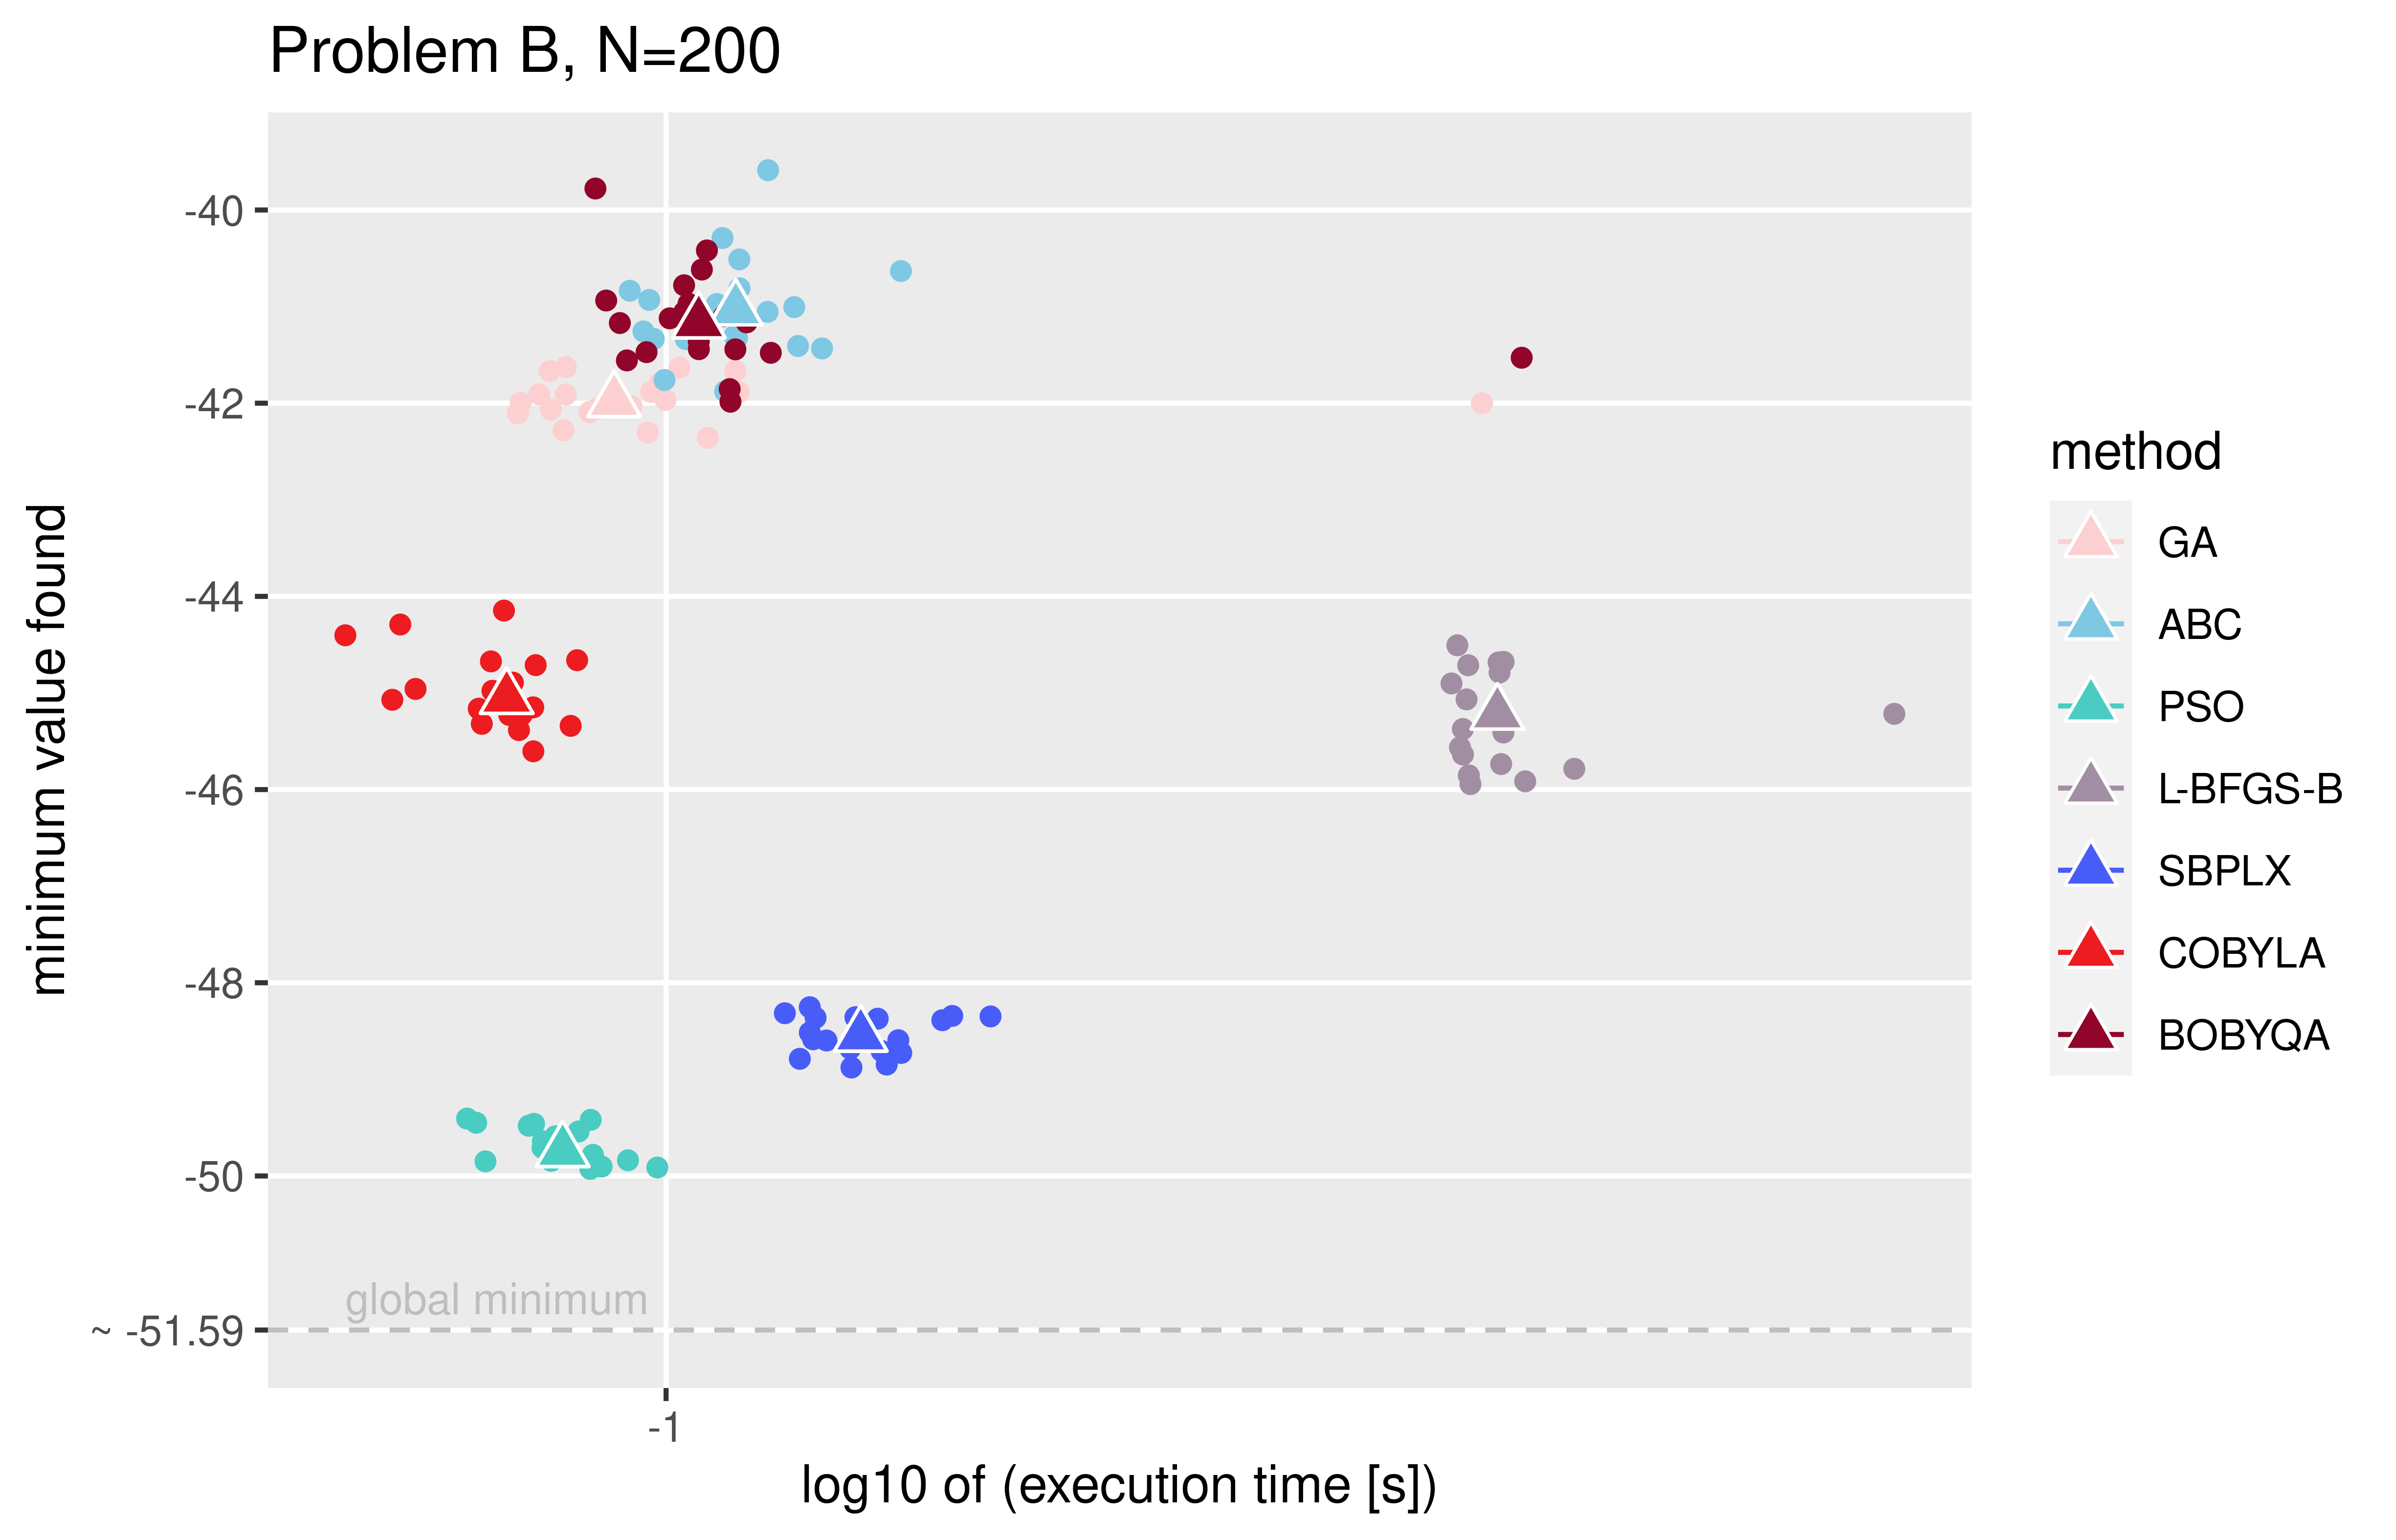 Problem B, N=200
minimum value found
-40
-42
-44
-46
-48
-50
~ -51.59
global minimum
-1
log10 of (execution time [s])
method
GA
ABC
PSO
L-BFGS-B
SBPLX
COBYLA
BOBYQA